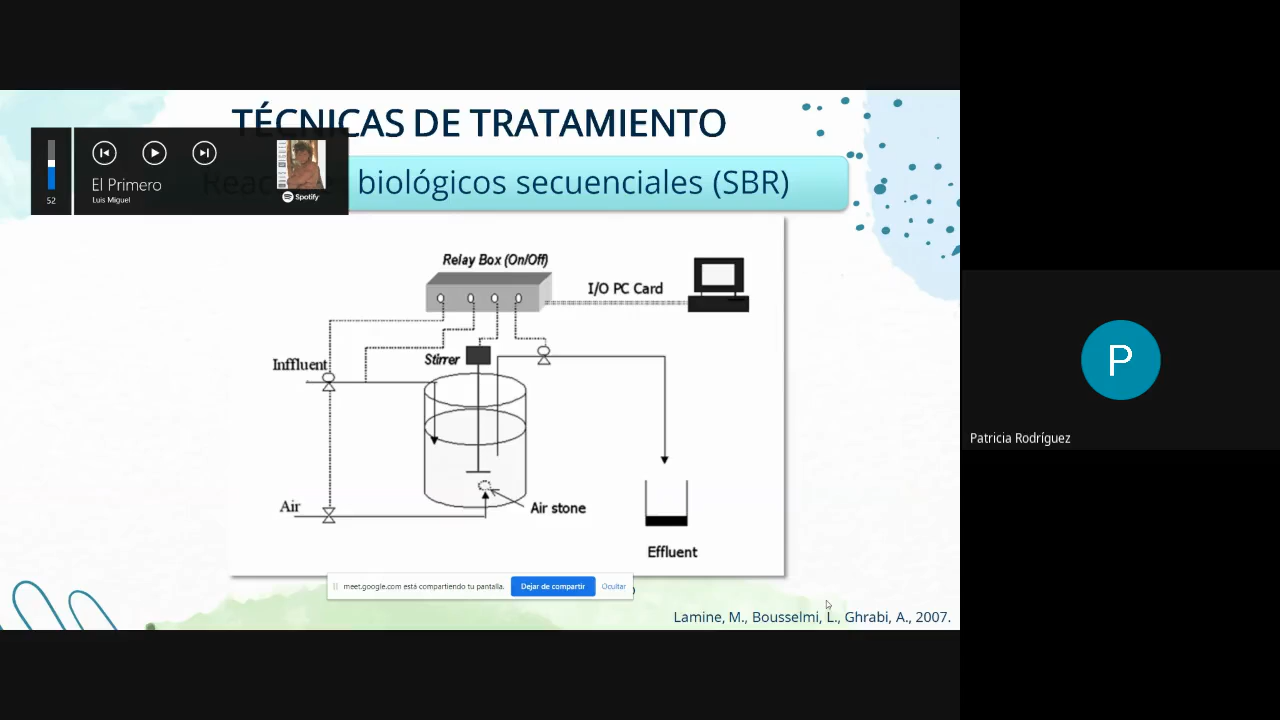 TÉCNICAS DE TRATAMIENTO
biológicos secuenciales (SBR)
El Primero
Luis Miguel
52
Spotify
Relay Box (On/Off)
I/O PC Card
Stirrer
Inffluent
Air
Air stone
Effluent
meet.google.com está compartiendo tu pantalla.
Dejar de compartir
Ocultar
Lamine, M., Bousselmi, L., Ghrabi, A., 2007.
P
Patricia Rodríguez